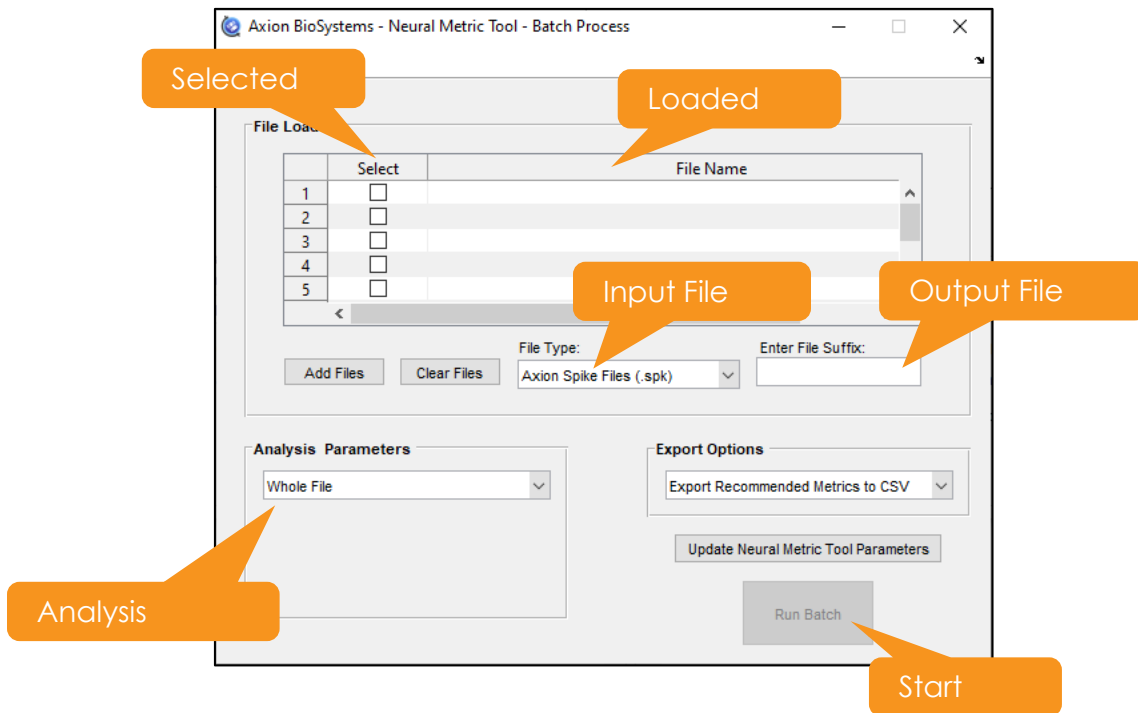 Axion BioSystems - Neural Metric Tool - Batch Process
Selected
Loaded
File Load
Select File Name
1
2
3
4
5
Input File
Output File
File Type:
Enter File Suffix:
Add Files
Clear Files
Axion Spike Files (.spk)
Analysis Parameters
Export Options
Whole File
Export Recommended Metrics to CSV
Update Neural Metric Tool Parameters
Analysis
Run Batch
Start